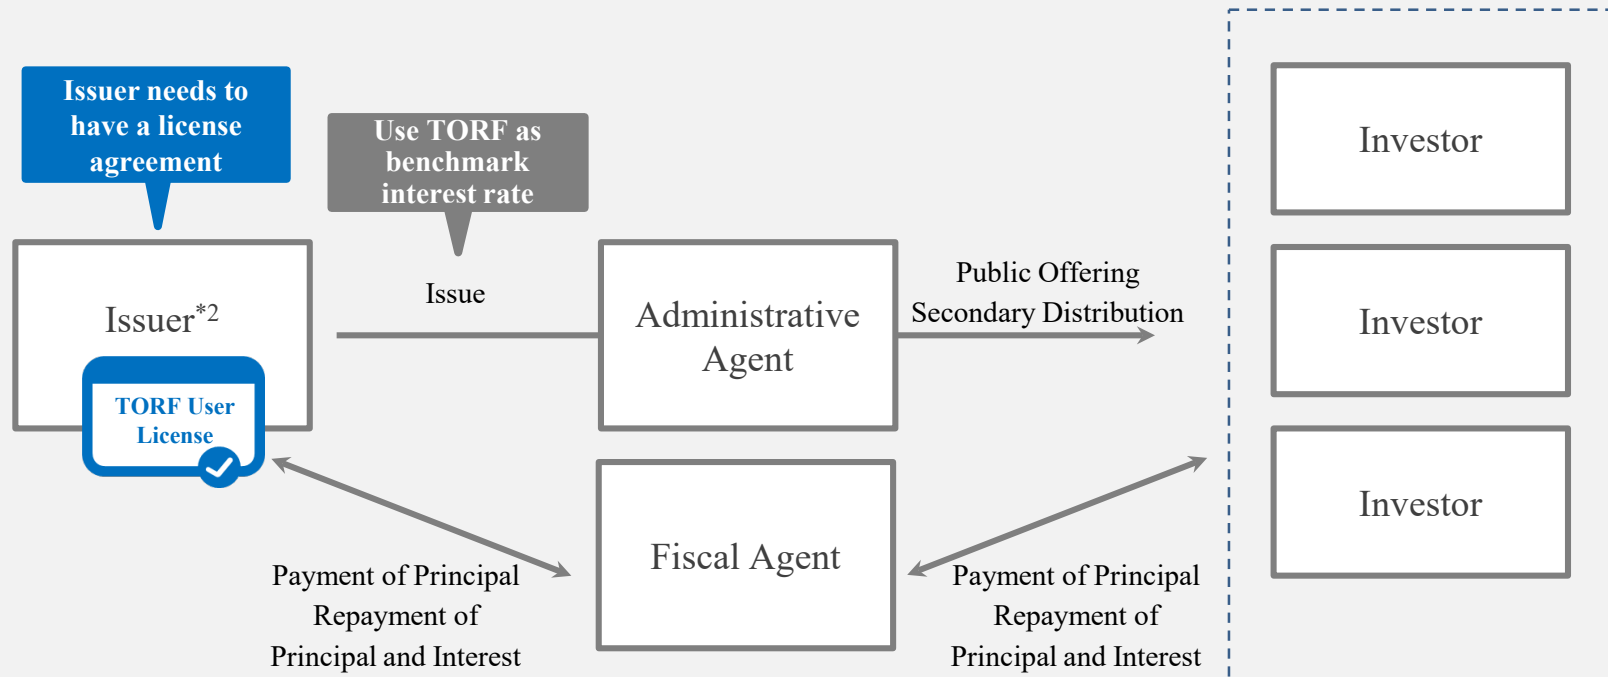 Issuer needs to
have a license
agreement
Use TORF as
benchmark
interest rate
Issuer*2
TORF User
License
Issue
Administrative
Agent
Public Offering
Secondary Distribution
Investor
Investor
Investor
Fiscal Agent
Payment of Principal
Repayment of
Principal and Interest
Payment of Principal
Repayment of
Principal and Interest